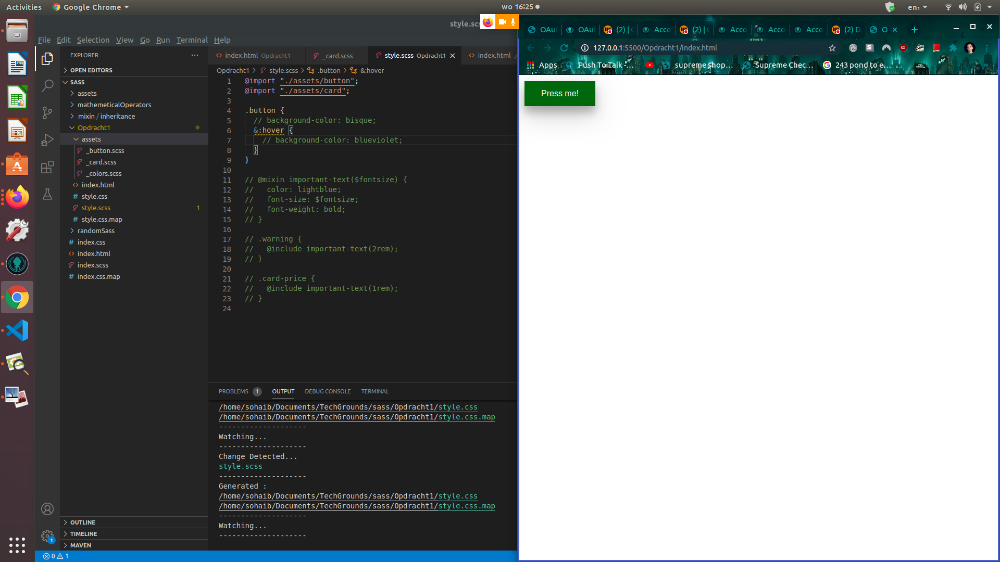 Activities Google Chrome wo 16:25 en₁
style.sc
File Edit Selection View Go Run Terminal Help
EXPLORER
OPEN EDITORS
SASS
assets
mathemeticalOperators
mixin / inheritance
Opdracht1
assets
_button.scss
_card.scss
_colors.scss
index.html
style.css
style.scss 1
style.css.map
randomSass
index.css
index.html
index.scss
index.css.map
OUTLINE
TIMELINE
MAVEN
1
0 1
index.html Opdracht1 _card.scss style.scss Opdracht1 index.html
Opdracht1 > style.scss > .button > &:hover
1 @import "./assets/button";
2 @import "./assets/card";
3
4 .button {
5 // background-color: bisque;
6 &:hover {
7 // background-color: blueviolet;
8 }
9 }
10
11 // @mixin important-text($fontsize) {
12 //   color: lightblue;
13 //   font-size: $fontsize;
14 //   font-weight: bold;
15 // }
16
17 // .warning {
18 //   @include important-text(2rem);
19 // }
20
21 // .card-price {
22 //   @include important-text(1rem);
23 // }
24
PROBLEMS 1 OUTPUT DEBUG CONSOLE TERMINAL
/home/sohaib/Documents/TechGrounds/sass/Opdracht1/style.css
/home/sohaib/Documents/TechGrounds/sass/Opdracht1/style.css.map
--------------------
Watching...
--------------------
Change Detected...
style.scss
--------------------
Generated :
/home/sohaib/Documents/TechGrounds/sass/Opdracht1/style.css
/home/sohaib/Documents/TechGrounds/sass/Opdracht1/style.css.map
--------------------
Watching...
--------------------
OAu OAu (2) | Acco (2) | Acco Acco Acco (2) D O
127.0.0.1:5500/Opdracht1/index.html
Apps Push To Talk -... supreme shop... Supreme Chec... 243 pond to e...
Press me!